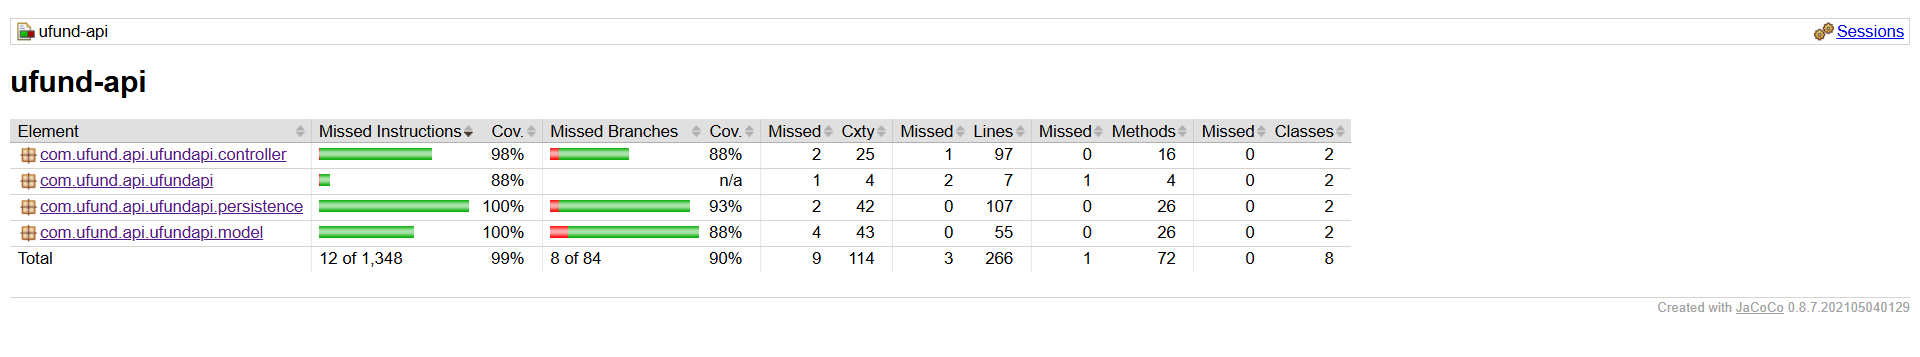 ufund-api Sessions
ufund-api
Element Missed Instructions Cov. Missed Branches Cov. Missed Cxty Missed Lines Missed Methods Missed Classes
com.ufund.api.ufundapi.controller 98% 88% 2 25 1 97 0 16 0 2
com.ufund.api.ufundapi 88% n/a 1 4 2 7 1 4 0 2
com.ufund.api.ufundapi.persistence 100% 93% 2 42 0 107 0 26 0 2
com.ufund.api.ufundapi.model 100% 88% 4 43 0 55 0 26 0 2
Total 12 of 1,348 99% 8 of 84 90% 9 114 3 266 1 72 0 8
Created with JaCoCo 0.8.7.202105040129